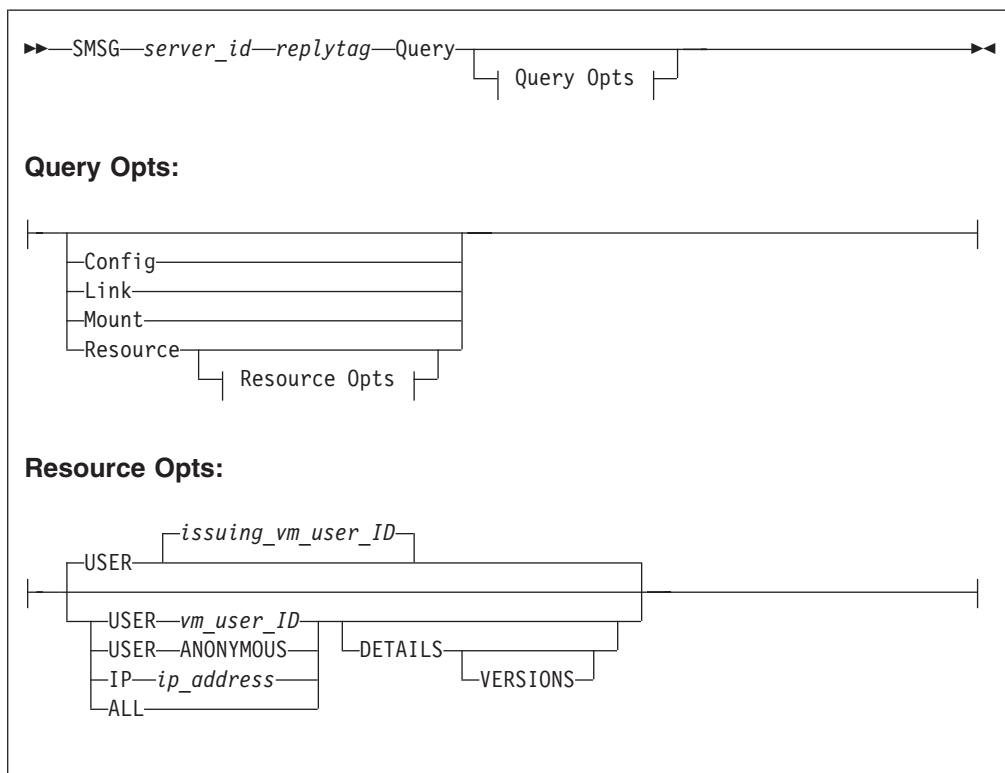 SMSG server_id replytag Query
Query Opts
Query Opts:
Config
Link
Mount
Resource
Resource Opts
Resource Opts:
issuing_vm_user_ID
USER
USER vm_user_ID
USER ANONYMOUS
IP ip_address
ALL
DETAILS
VERSIONS